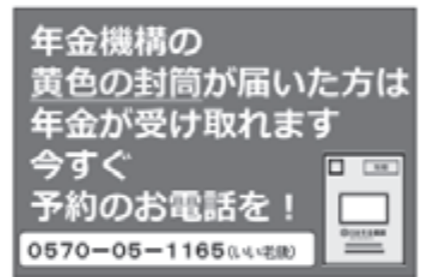 年金機構の
黄色の封筒が届いた方は
年金が受け取れます
今すぐ
予約のお電話を！
0570-05-1165(いい老後)